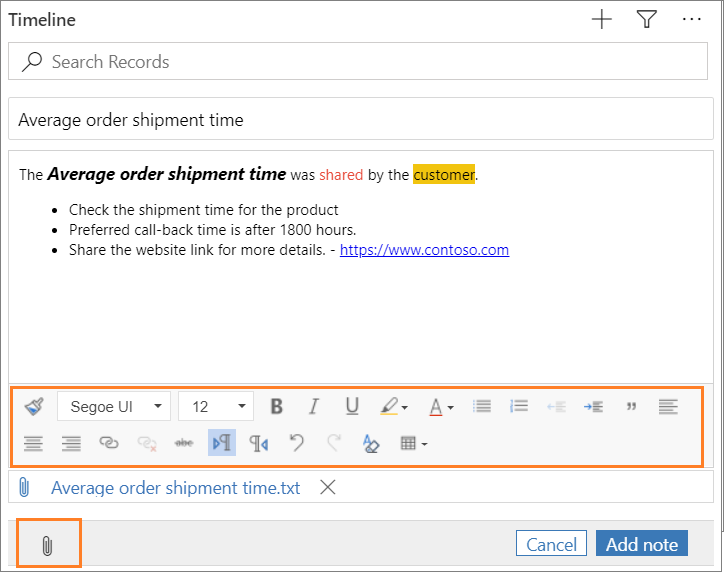 Timeline
Search Records
Average order shipment time
The Average order shipment time was shared by the customer.
Check the shipment time for the product
Preferred call-back time is after 1800 hours.
Share the website link for more details. - https://www.contoso.com
Segoe UI 12 B I U A
abc
Average order shipment time.txt
Cancel Add note